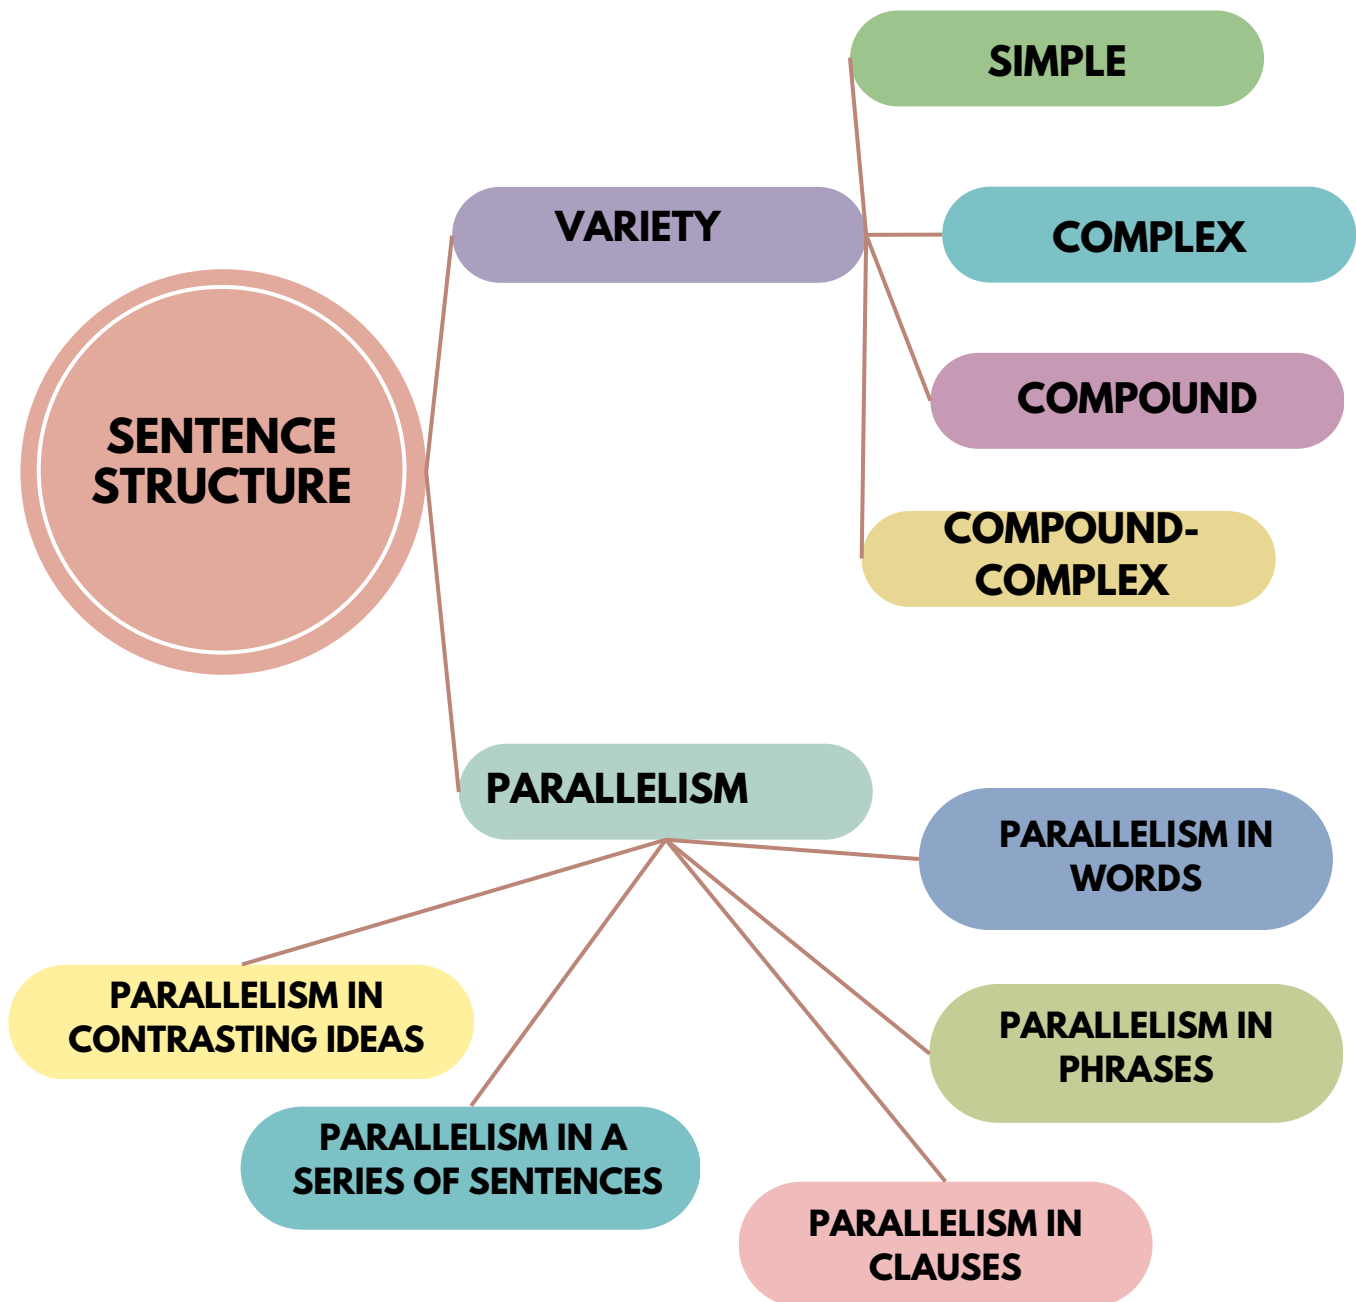 SENTENCE
STRUCTURE
VARIETY
SIMPLE
COMPLEX
COMPOUND
COMPOUND-
COMPLEX
PARALLELISM
PARALLELISM IN
WORDS
PARALLELISM IN
PHRASES
PARALLELISM IN
CLAUSES
PARALLELISM IN A
SERIES OF SENTENCES
PARALLELISM IN
CONTRASTING IDEAS